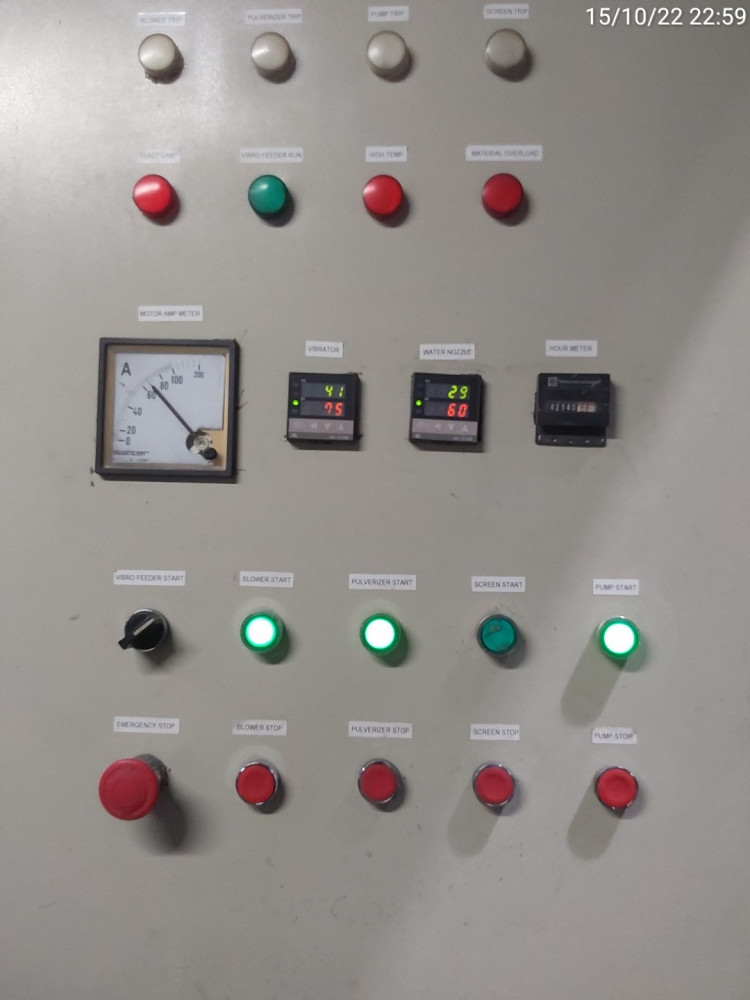 15/10/22 22:59
BLOWER TRIP
PULVERIZER TRIP
PUMP TRIP
SCREEN TRIP
VIBRO FEEDER RUN
HIGH TEMP
MATERIAL OVERLOAD
MOTOR AMP METER
VIBRATOR
WATER NOZZLE
HOUR METER
A
0
20
40
60
80
100
200
41
75
29
60
VIBRO FEEDER START
BLOWER START
PULVERIZER START
SCREEN START
PUMP START
EMERGENCY STOP
BLOWER STOP
PULVERIZER STOP
SCREEN STOP
PUMP STOP